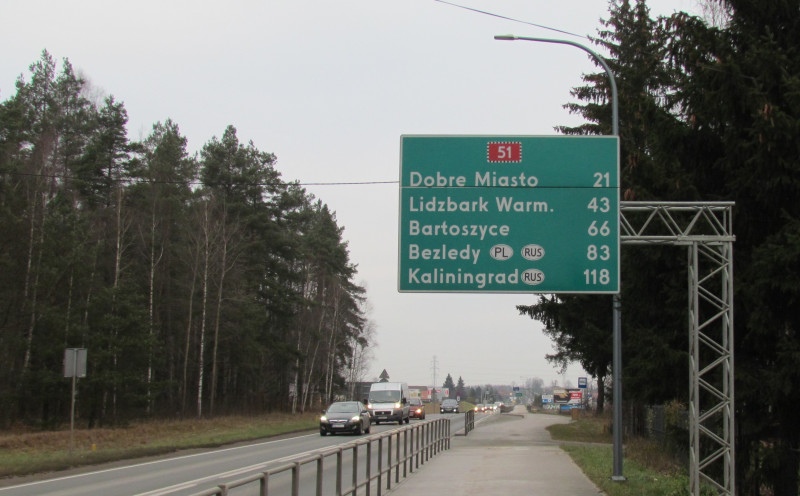 51
Dobre Miasto 21
Lidzbark Warm. 43
Bartoszyce 66
Bezledy PL RUS 83
Kaliningrad RUS 118